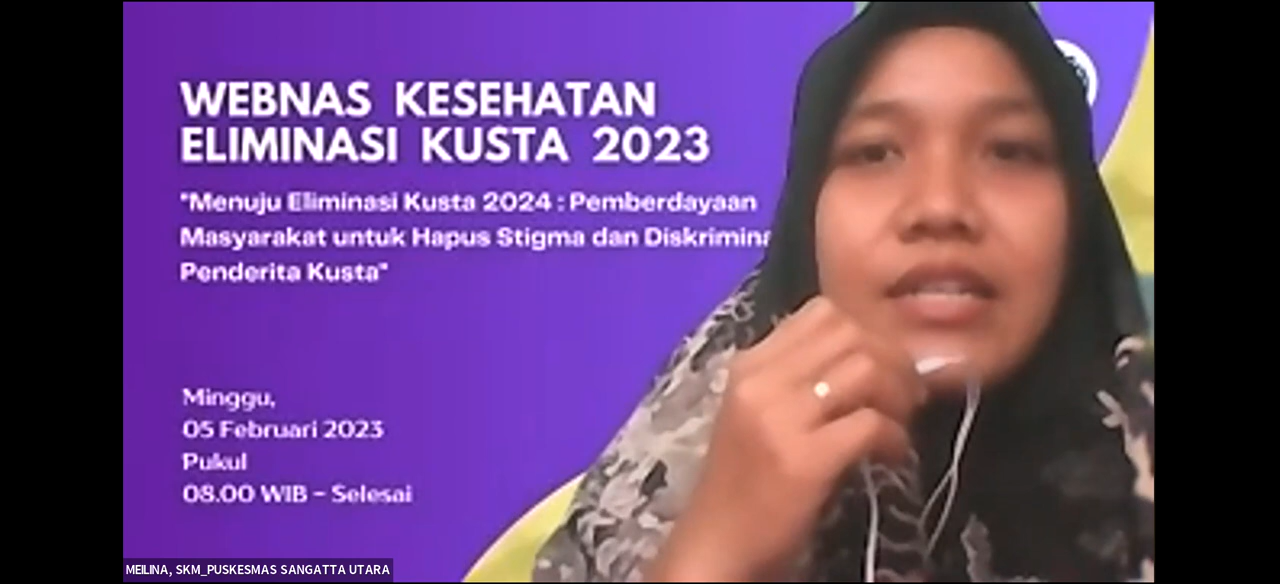 WEBNAS KESEHATAN
ELIMINASI KUSTA 2023
"Menuju Eliminasi Kusta 2024 : Pemberdayaan
Masyarakat untuk Hapus Stigma dan Diskrimina
Penderita Kusta"
Minggu,
05 Februari 2023
Pukul
08.00 WIB - Selesai
MEILINA, SKM_PUSKESMAS SANGATTA UTARA